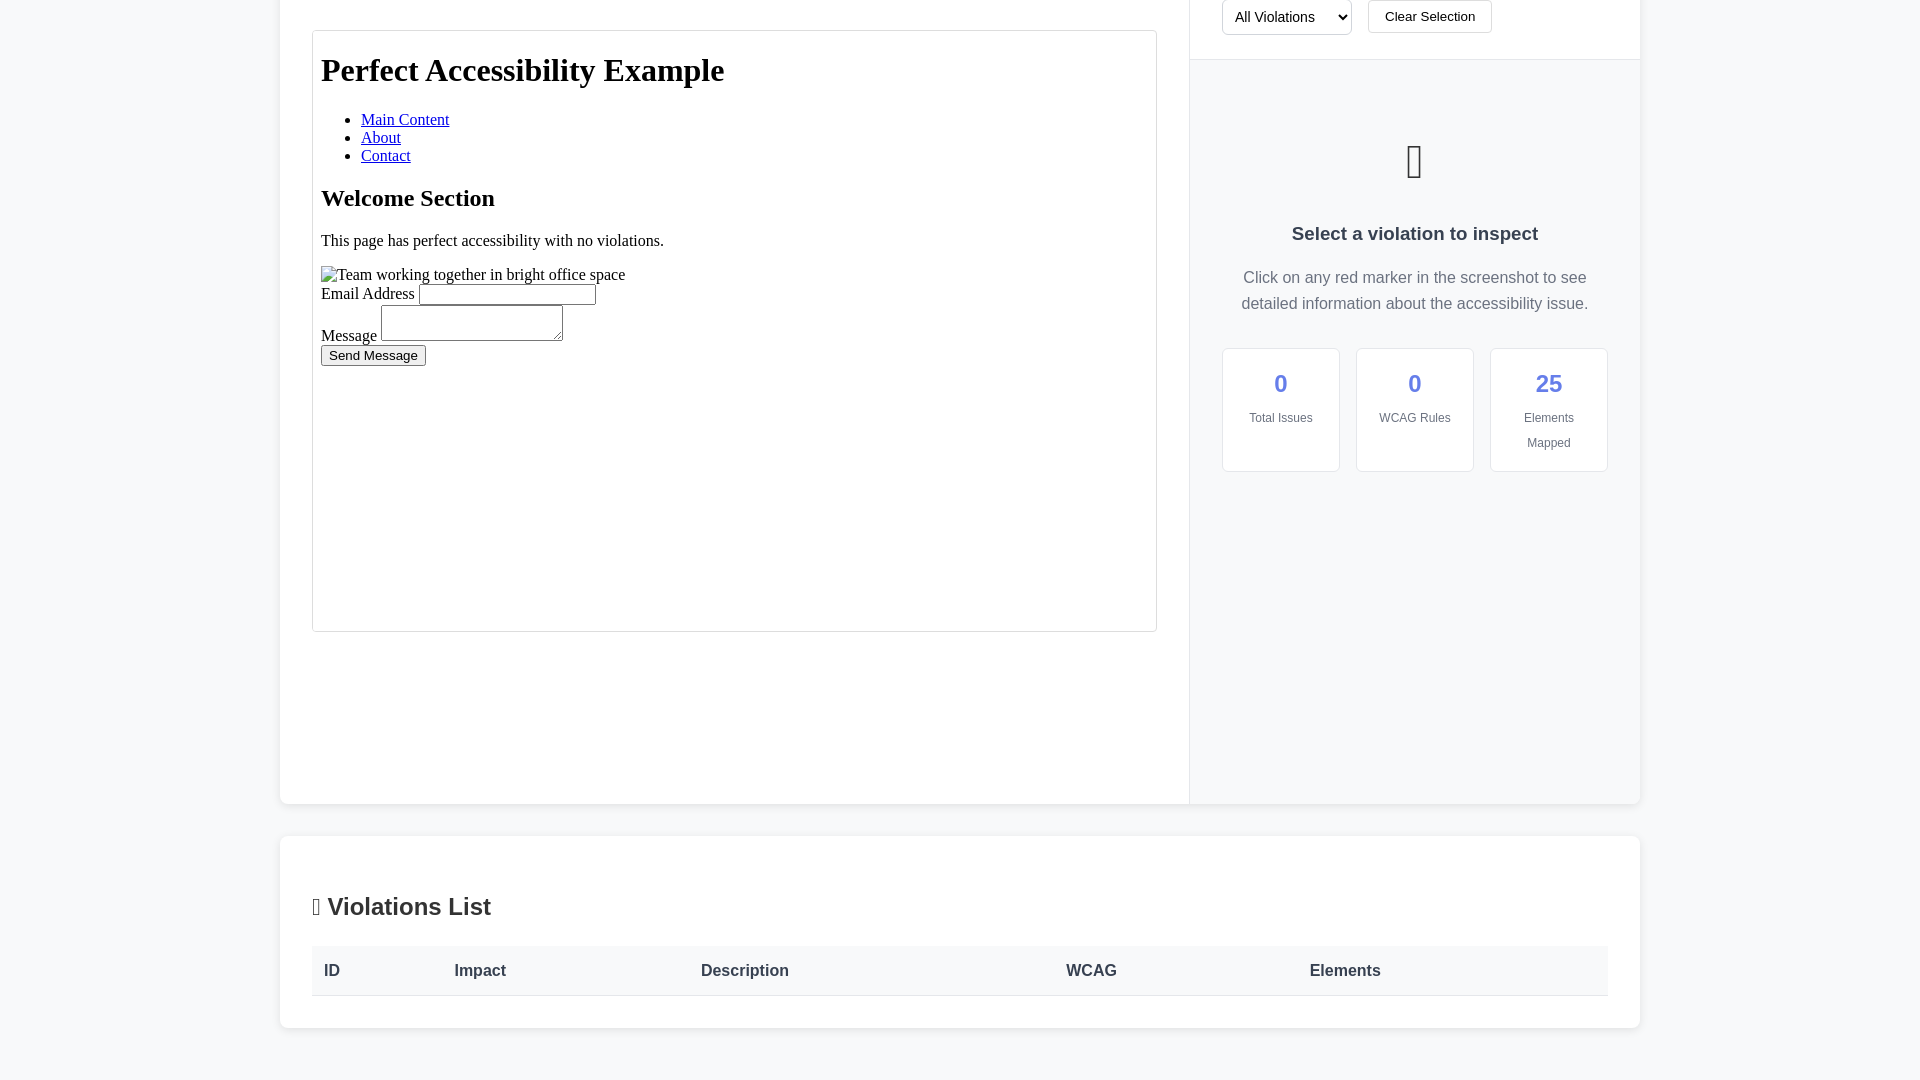 All Violations
Clear Selection
Perfect Accessibility Example
Main Content
About
Contact
Welcome Section
This page has perfect accessibility with no violations.
Team working together in bright office space
Email Address
Message
Send Message
Select a violation to inspect
Click on any red marker in the screenshot to see
detailed information about the accessibility issue.
0
Total Issues
0
WCAG Rules
25
Elements
Mapped
Violations List
ID Impact Description WCAG Elements